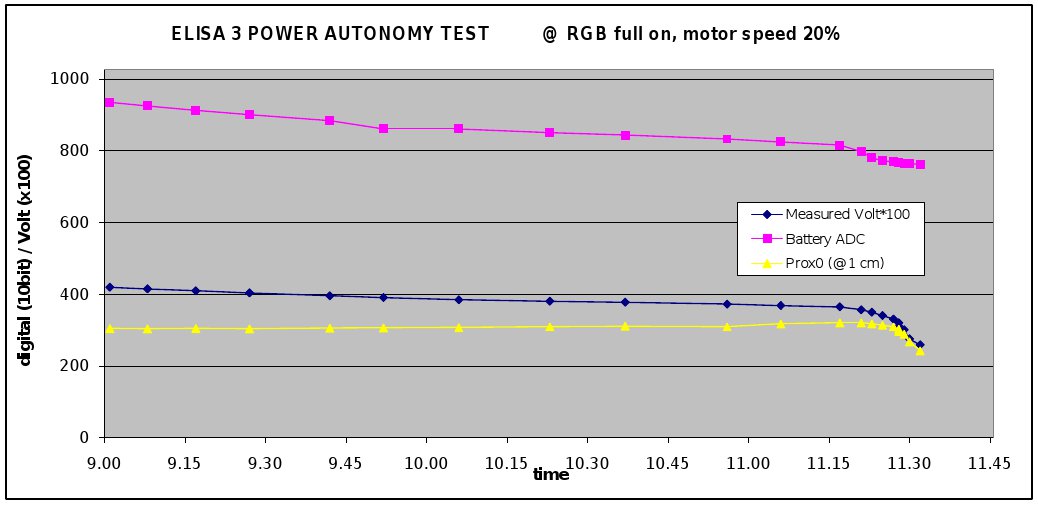 ELISA 3 POWER AUTONOMY TEST @ RGB full on, motor speed 20%
digital (10bit) / Volt (x100)
1000
800
600
400
200
0
Measured Volt*100
Battery ADC
Prox0 (@1 cm)
9.00 9.15 9.30 9.45 10.00 10.15 10.30 10.45 11.00 11.15 11.30 11.45
time